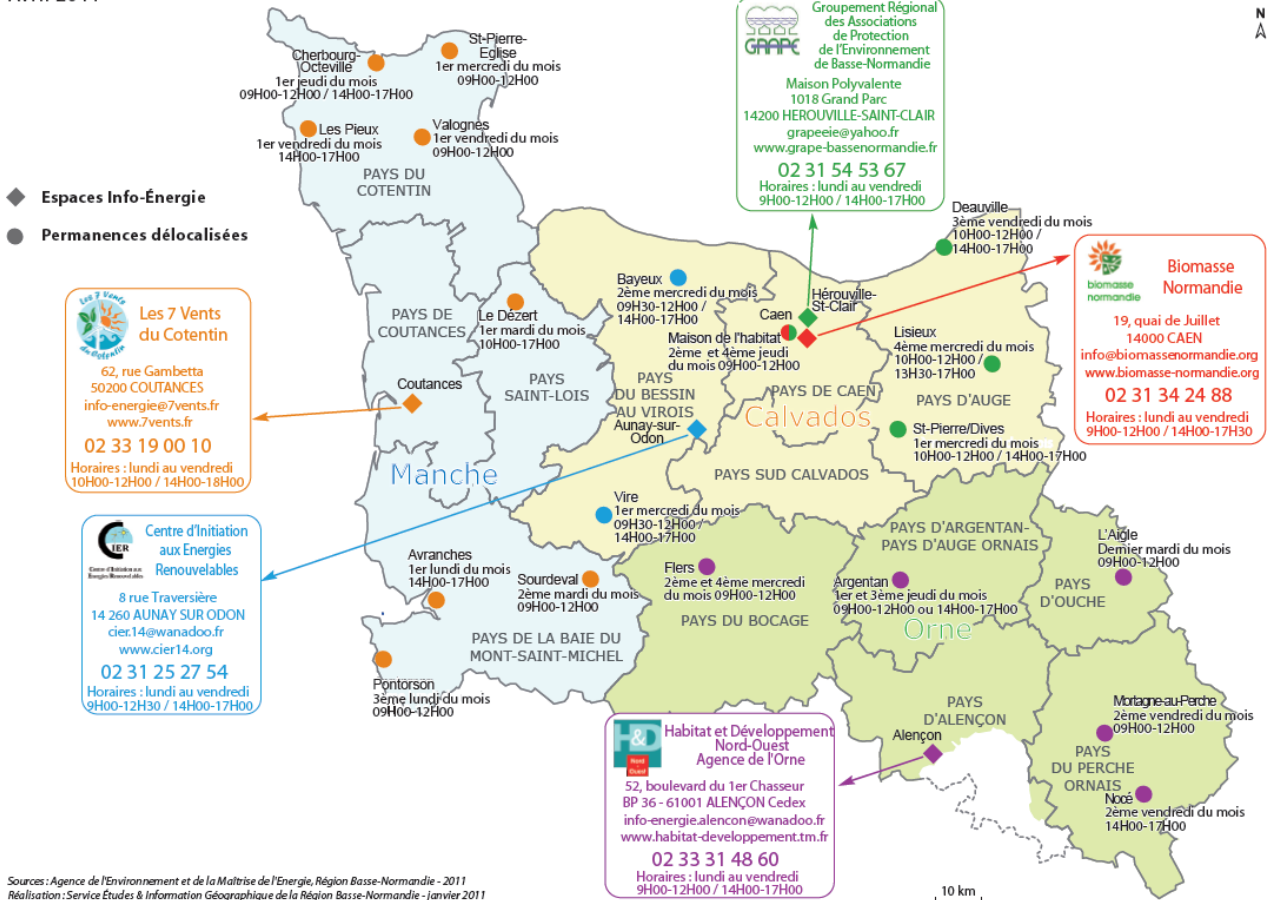 Groupement Régional
des Associations
de Protection
de l'Environnement
de Basse-Normandie
GRAPE
Maison Polyvalente
1018 Grand Parc
14200 HEROUVILLE-SAINT-CLAIR
grapeeie@yahoo.fr
www.grape-bassenormandie.fr
02 31 54 53 67
Horaires : lundi au vendredi
9H00-12H00 / 14H00-17H00
N
Cherbourg-
Octeville
1er jeudi du mois
09H00-12H00 / 14H00-17H00
St-Pierre-
Eglise
1er mercredi du mois
09H00-12H00
Les Pieux
1er vendredi du mois
14H00-17H00
Valognes
1er vendredi du mois
09H00-12H00
PAYS DU
COTENTIN
Espaces Info-Énergie
Permanences délocalisées
Deauville
3ème vendredi du mois
10H00-12H00 /
14H00-17H00
biomasse
normandie
Biomasse
Normandie
19, quai de Juillet
14000 CAEN
info@biomassenormandie.org
www.biomasse-normandie.org
02 31 34 24 88
Horaires : lundi au vendredi
9H00-12H00 / 14H00-17H30
Les 7 Vents
du Cotentin
Les 7 Vents
du Cotentin
62, rue Gambetta
50200 COUTANCES
info-energie@7vents.fr
www.7vents.fr
02 33 19 00 10
Horaires : lundi au vendredi
10H00-12H00 / 14H00-18H00
PAYS DE
COUTANCES
Le Dézert
1er mardi du mois
10H00-17H00
Coutances
PAYS
SAINT-LOIS
Bayeux
2ème mercredi du mois
09H30-12H00 /
14H00-17H00
Hérouville-
St-Clair
Caen
Maison de l'habitat
2ème et 4ème jeudi
du mois 09H00-12H00
Lisieux
4ème mercredi du mois
10H00-12H00 /
13H30-17H00
PAYS
DU BESSIN
AU VIROIS
Aunay-sur-
Odon
PAYS DE CAEN
Calvados
PAYS D'AUGE
St-Pierre/Dives
1er mercredi du mois
10H00-12H00 / 14H00-17H00
PAYS SUD CALVADOS
Manche
Vire
1er mercredi du mois
09H30-12H00 /
14H00-17H00
CIER
Centre d'Initiation aux
Energies Renouvelables
Centre d'Initiation
aux Energies
Renouvelables
8 rue Traversière
14 260 AUNAY SUR ODON
cier.14@wanadoo.fr
www.cier14.org
02 31 25 27 54
Horaires : lundi au vendredi
9H00-12H30 / 14H00-17H00
Avranches
1er lundi du mois
14H00-17H00
Sourdeval
2ème mardi du mois
09H00-12H00
PAYS DE LA BAIE DU
MONT-SAINT-MICHEL
Pontorson
3ème lundi du mois
09H00-12H00
Flers
2ème et 4ème mercredi
du mois 09H00-12H00
PAYS DU BOCAGE
PAYS D'ARGENTAN-
PAYS D'AUGE ORNAIS
Argentan
1er et 3ème jeudi du mois
09H00-12H00 ou 14H00-17H00
Orne
L'Aigle
Dernier mardi du mois
09H00-12H00
PAYS
D'OUCHE
PAYS
D'ALENÇON
Alençon
Mortagne-au-Perche
2ème vendredi du mois
09H00-12H00
PAYS
DU PERCHE
ORNAIS
Nocé
2ème vendredi du mois
14H00-17H00
H&D
Nord
Ouest
Habitat et Développement
Nord-Ouest
Agence de l'Orne
52, boulevard du 1er Chasseur
BP 36 - 61001 ALENÇON Cedex
info-energie.alencon@wanadoo.fr
www.habitat-developpement.tm.fr
02 33 31 48 60
Horaires : lundi au vendredi
9H00-12H00 / 14H00-17H00
10 km
Sources : Agence de l'Environnement et de la Maîtrise de l'Energie, Région Basse-Normandie - 2011
Réalisation : Service Études & Information Géographique de la Région Basse-Normandie - janvier 2011